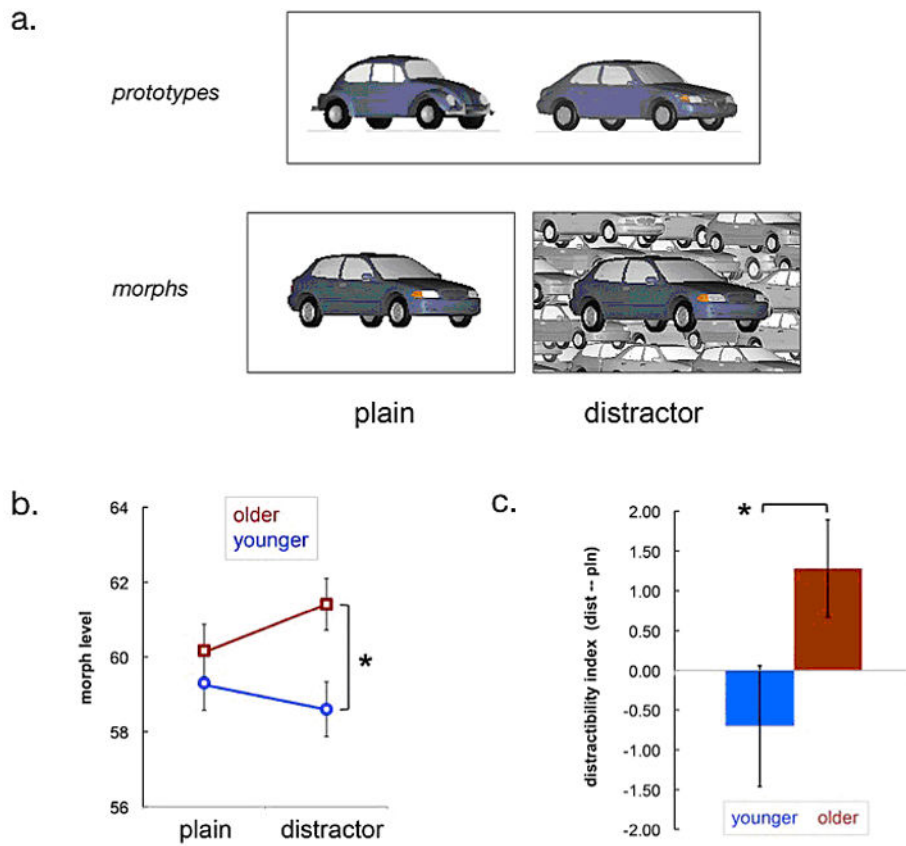 a.
prototypes
morphs
plain
distractor
b.
64
62
60
58
56
morph level
older
younger
*
plain
distractor
c.
*
2.00
1.50
1.00
0.50
0.00
-0.50
-1.00
-1.50
-2.00
distractibility index (dist -- pln)
younger
older